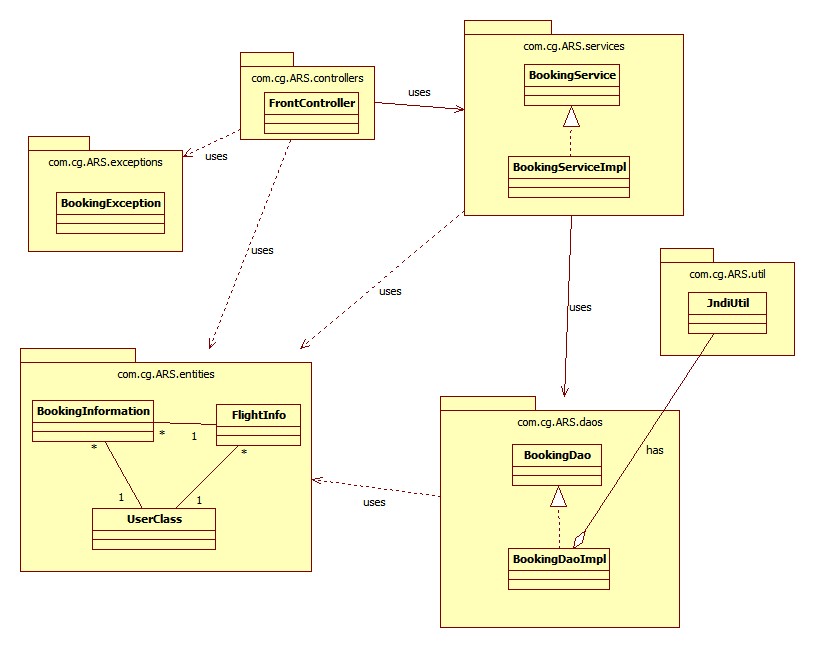 com.cg.ARS.services
BookingService
BookingServiceImpl
com.cg.ARS.controllers
FrontController
uses
com.cg.ARS.exceptions
BookingException
uses
uses
uses
uses
com.cg.ARS.util
JndiUtil
com.cg.ARS.entities
BookingInformation
FlightInfo
* 1
* *
1 1
UserClass
com.cg.ARS.daos
BookingDao
has
uses
BookingDaoImpl